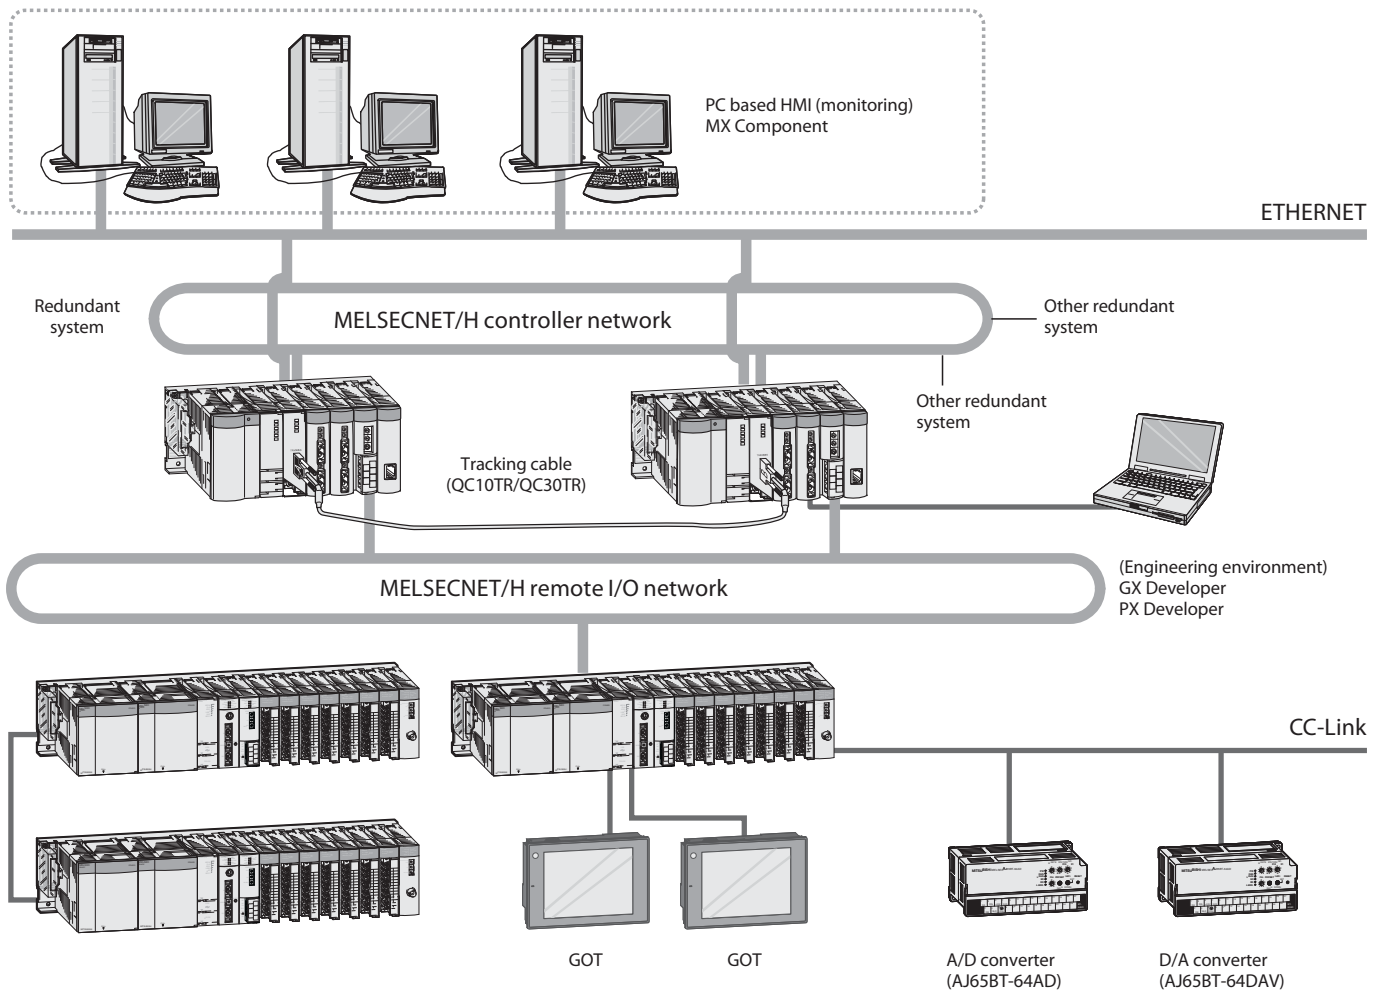 PC based HMI (monitoring)
MX Component
ETHERNET
Redundant
system
MELSECNET/H controller network
Other redundant
system
Other redundant
system
Tracking cable
(QC10TR/QC30TR)
(Engineering environment)
GX Developer
PX Developer
MELSECNET/H remote I/O network
CC-Link
GOT
GOT
A/D converter
(AJ65BT-64AD)
D/A converter
(AJ65BT-64DAV)